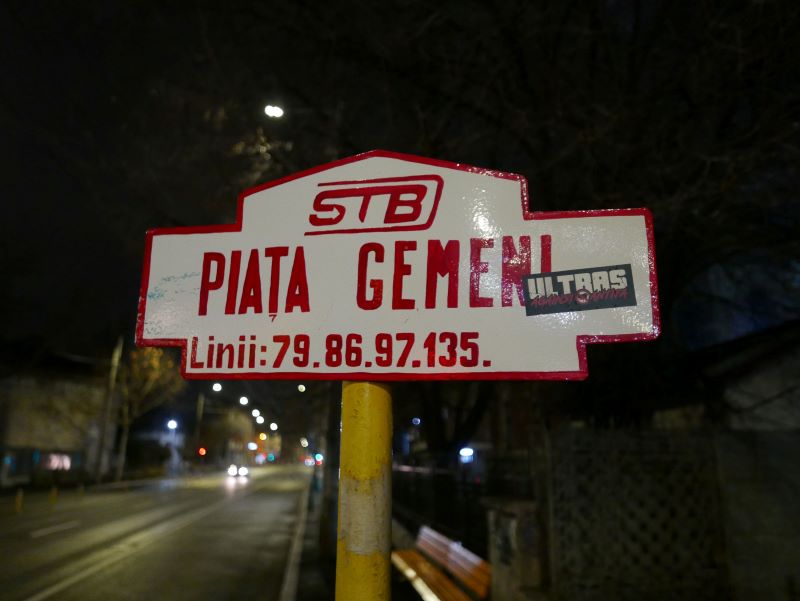 STB
PIAȚA GEMENI
ULTRAS
Linii: 79. 86. 97. 135.